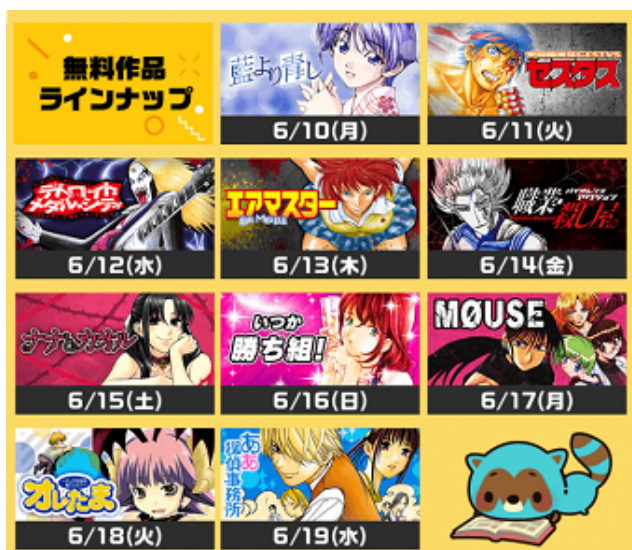 無料作品
ラインナップ
藍より青し
6/10(月)
セスタス
6/11(火)
デトロイト
メタル・シティ
6/12(水)
エアマスター
6/13(木)
職業・殺し屋。
6/14(金)
ナナとカオル
6/15(土)
いつか
勝ち組!
6/16(日)
MØUSE
6/17(月)
オレたま
6/18(火)
ああ
探偵事務所
6/19(水)